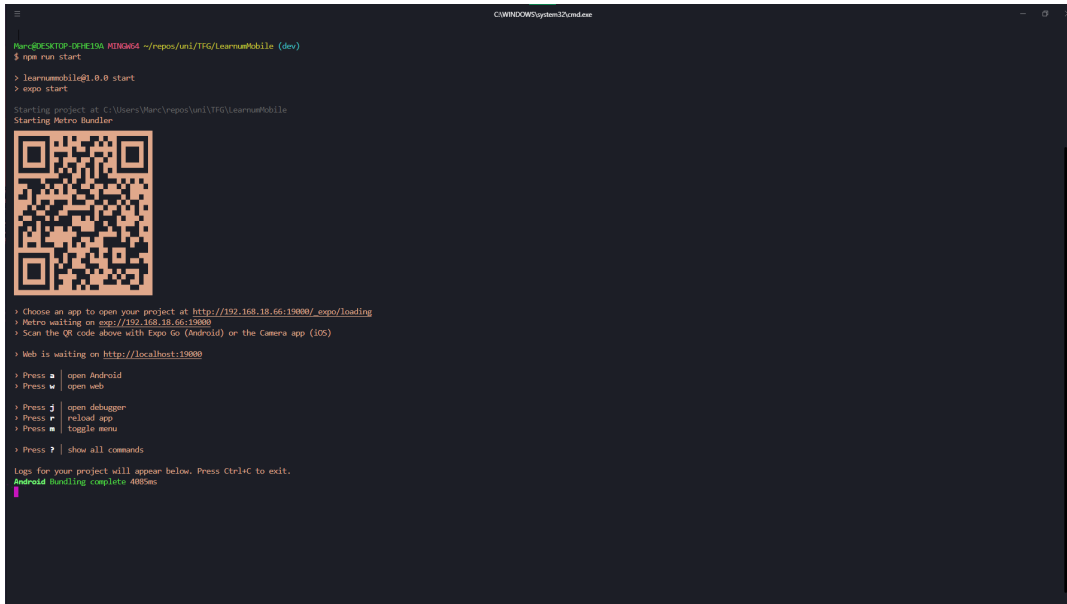 C:\WINDOWS\system32\cmd.exe
Marc@DESKTOP-DFHE19A MINGW64 ~/repos/uni/TFG/LearnumMobile (dev)
$ npm run start
> learnummobile@1.0.0 start
> expo start
Starting project at C:\Users\Marc\repos\uni\TFG\LearnumMobile
Starting Metro Bundler
› Choose an app to open your project at http://192.168.18.66:19000/_expo/loading
› Metro waiting on exp://192.168.18.66:19000
› Scan the QR code above with Expo Go (Android) or the Camera app (iOS)
› Web is waiting on http://localhost:19000
› Press a │ open Android
› Press w │ open web
› Press j │ open debugger
› Press r │ reload app
› Press m │ toggle menu
› Press ? │ show all commands
Logs for your project will appear below. Press Ctrl+C to exit.
Android Bundling complete 4085ms